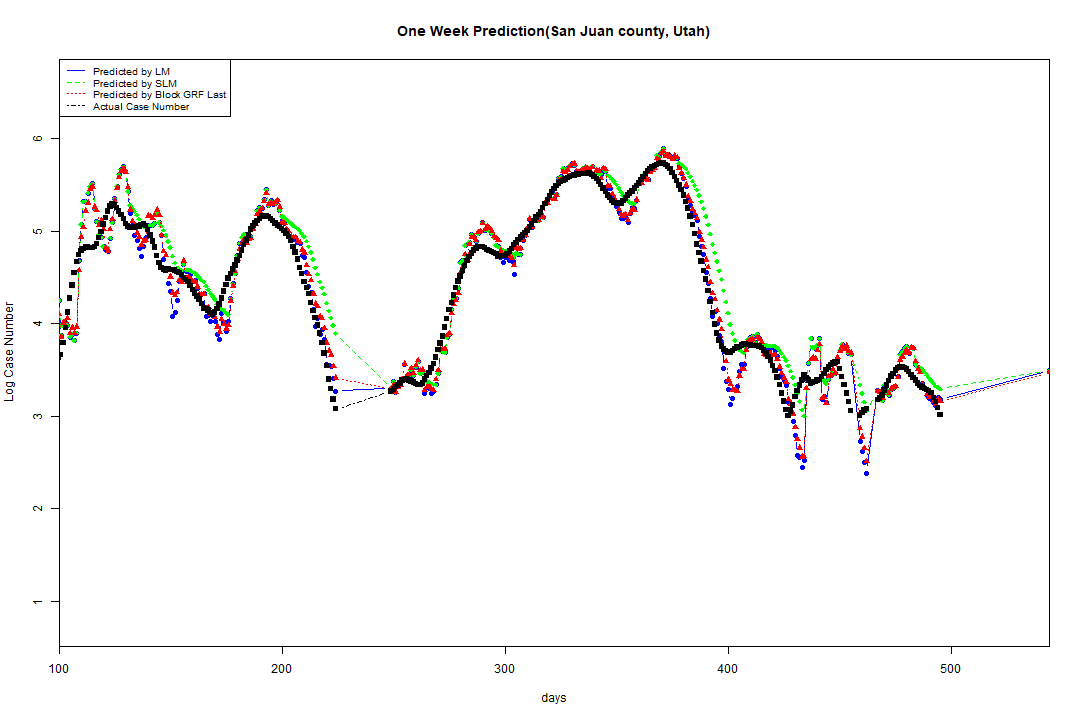 One Week Prediction(San Juan county, Utah)
Predicted by LM
Predicted by SLM
Predicted by Block GRF Last
Actual Case Number
Log Case Number
6
5
4
3
2
1
100 200 300 400 500
days